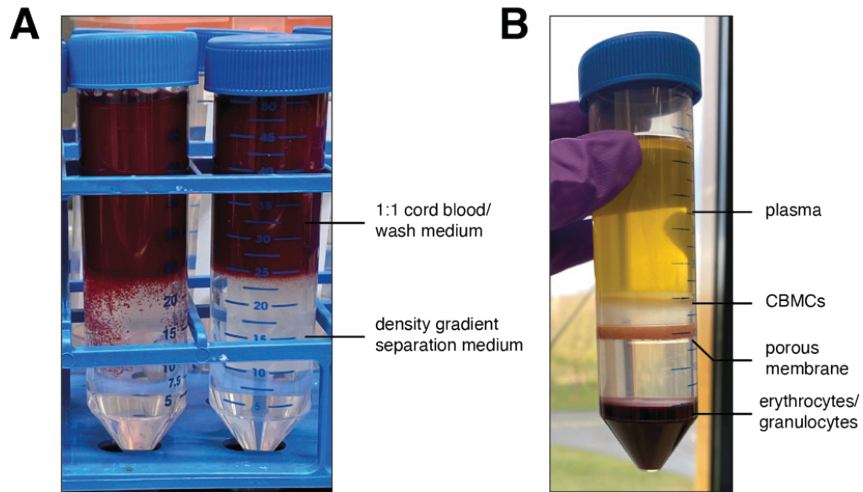 A
B
50
45
35
30
25
20
15
10
5
20
15
10
7.5
5
1:1 cord blood/
wash medium
density gradient
separation medium
plasma
CBMCs
porous
membrane
erythrocytes/
granulocytes